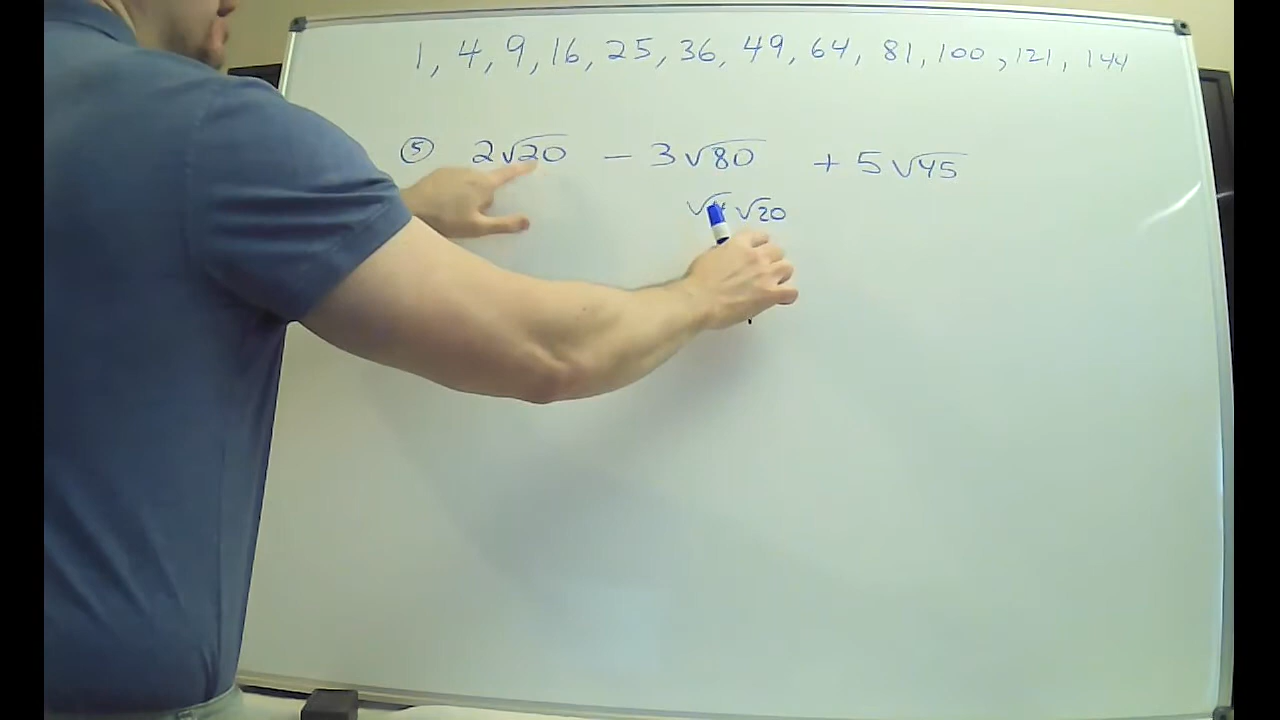 1, 4, 9, 16, 25, 36, 49, 64, 81, 100, 121, 144
⑤ 2√20 - 3√80 + 5√45
√4 √20